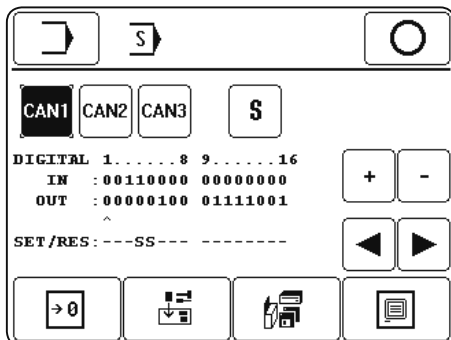 S
CAN1 CAN2 CAN3 S
DIGITAL 1......8 9......16
IN :00110000 00000000
OUT :00000100 01111001
^
SET/RES:---SS--- --------
+ -
→0